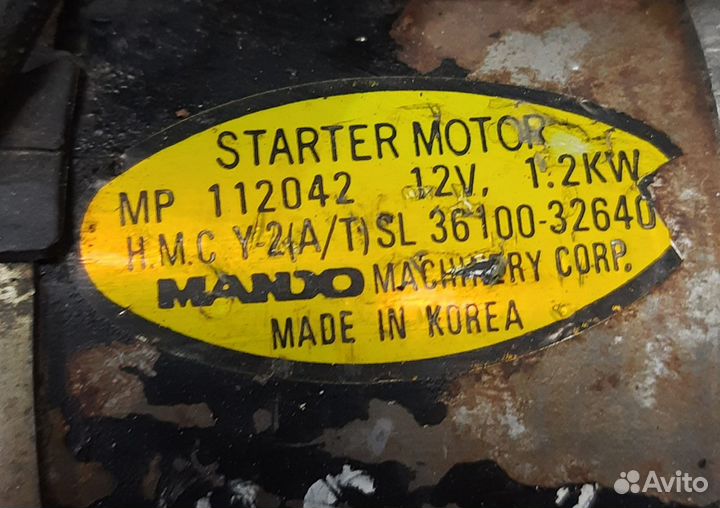 STARTER MOTOR
MP 112042 12V, 1.2KW
H.M.C Y-2(A/T) SL 36100-32640
MANDO MACHINERY CORP.
MADE IN KOREA
Avito